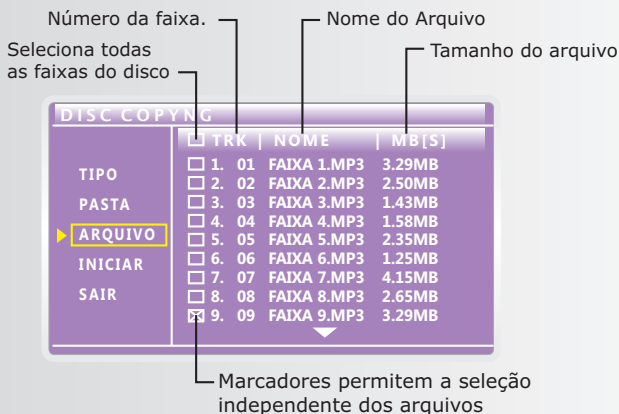 Número da faixa.
Nome do Arquivo
Seleciona todas
as faixas do disco
Tamanho do arquivo
DISC COPYNG
TRK | NOME | MB[S]
TIPO
PASTA
ARQUIVO
INICIAR
SAIR
1. 01 FAIXA 1.MP3 3.29MB
2. 02 FAIXA 2.MP3 2.50MB
3. 03 FAIXA 3.MP3 1.43MB
4. 04 FAIXA 4.MP3 1.58MB
5. 05 FAIXA 5.MP3 2.35MB
6. 06 FAIXA 6.MP3 1.25MB
7. 07 FAIXA 7.MP3 4.15MB
8. 08 FAIXA 8.MP3 2.65MB
9. 09 FAIXA 9.MP3 3.29MB
Marcadores permitem a seleção
independente dos arquivos